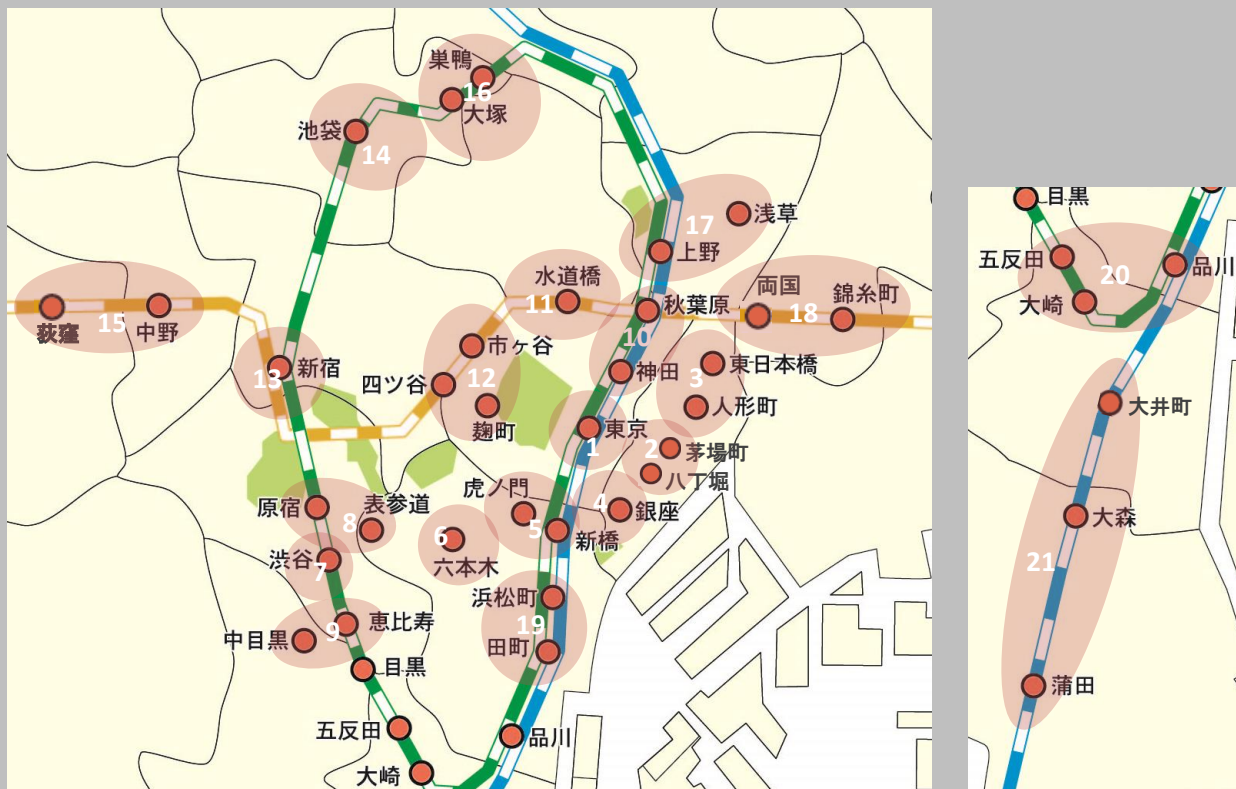 巣鴨
16
大塚
池袋
14
浅草
17
上野
水道橋
11
両国
秋葉原
錦糸町
18
荻窪
15
中野
10
市ヶ谷
新宿
13
四ツ谷
12
神田
東日本橋
3
人形町
麹町
東京
1
2
茅場町
八丁堀
虎ノ門
4
銀座
原宿
表参道
8
5
新橋
6
六本木
渋谷
7
浜松町
19
恵比寿
9
中目黒
田町
目黒
五反田
品川
大崎
目黒
五反田
品川
20
大崎
大井町
大森
21
蒲田